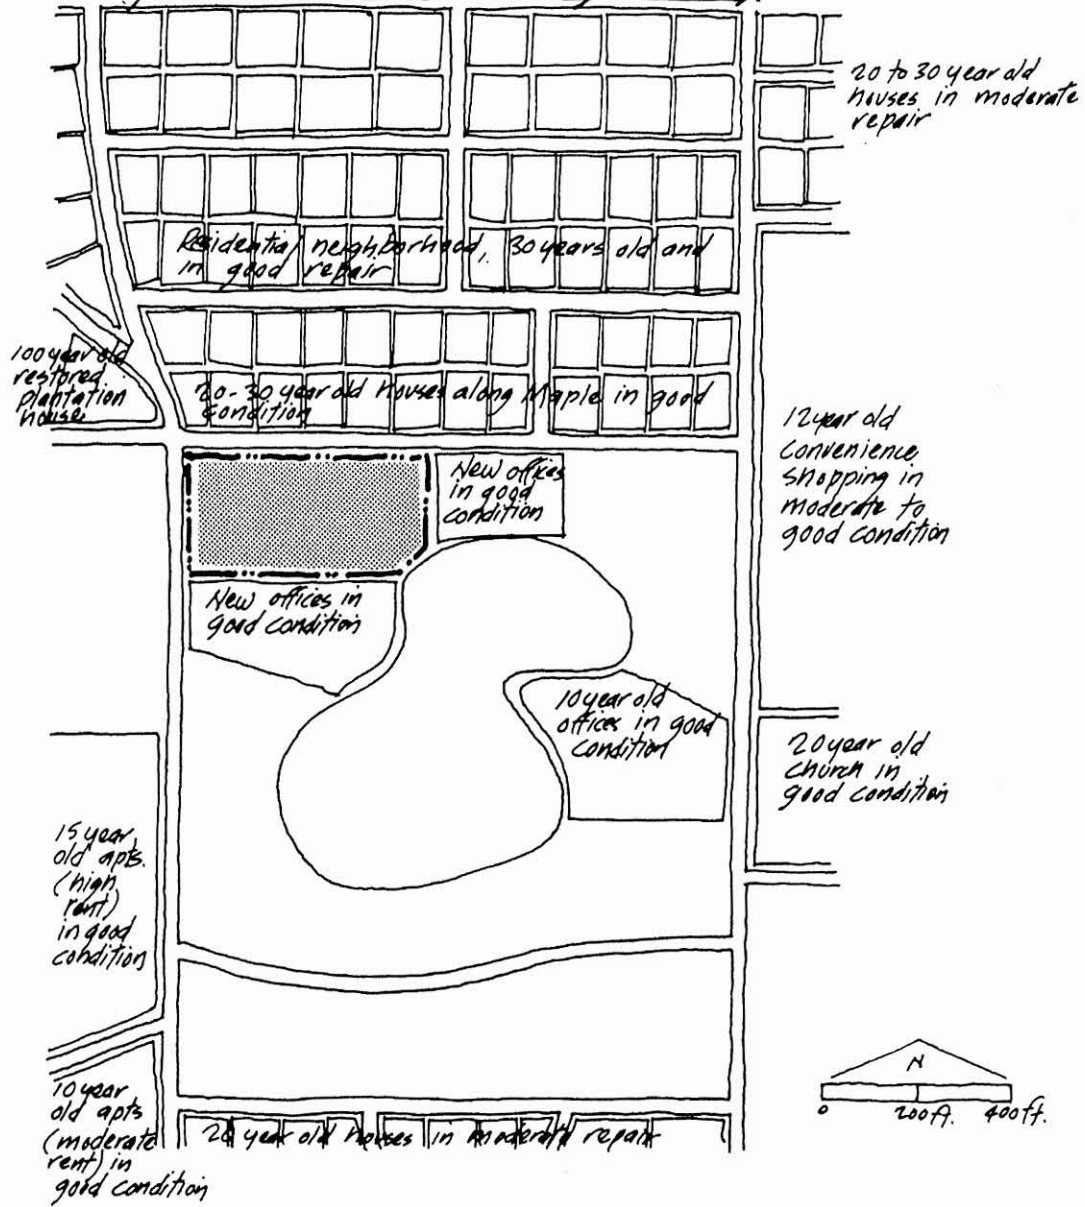 20 to 30 year old
houses in moderate
repair
Residential neighborhood, 30 years old and
in good repair
100 year old
restored
plantation
house
20-30 year old houses along Maple in good
condition
12 year old
convenience
shopping in
moderate to
good condition
New offices
in good
condition
New offices in
good condition
10 year old
offices in good
condition
20 year old
church in
good condition
15 year
old apts.
(high
rent)
in good
condition
N
0 200 ft. 400 ft.
10 year
old apts
(moderate
rent) in
good condition
20 year old houses in moderate repair